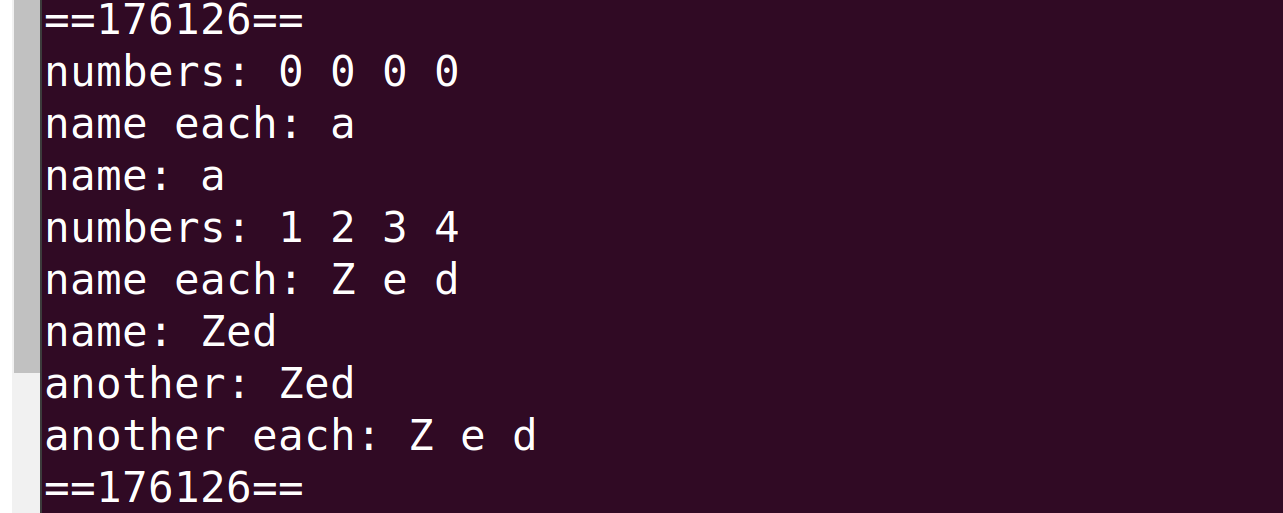 ==176126==
numbers: 0 0 0 0
name each: a
name: a
numbers: 1 2 3 4
name each: Z e d
name: Zed
another: Zed
another each: Z e d
==176126==